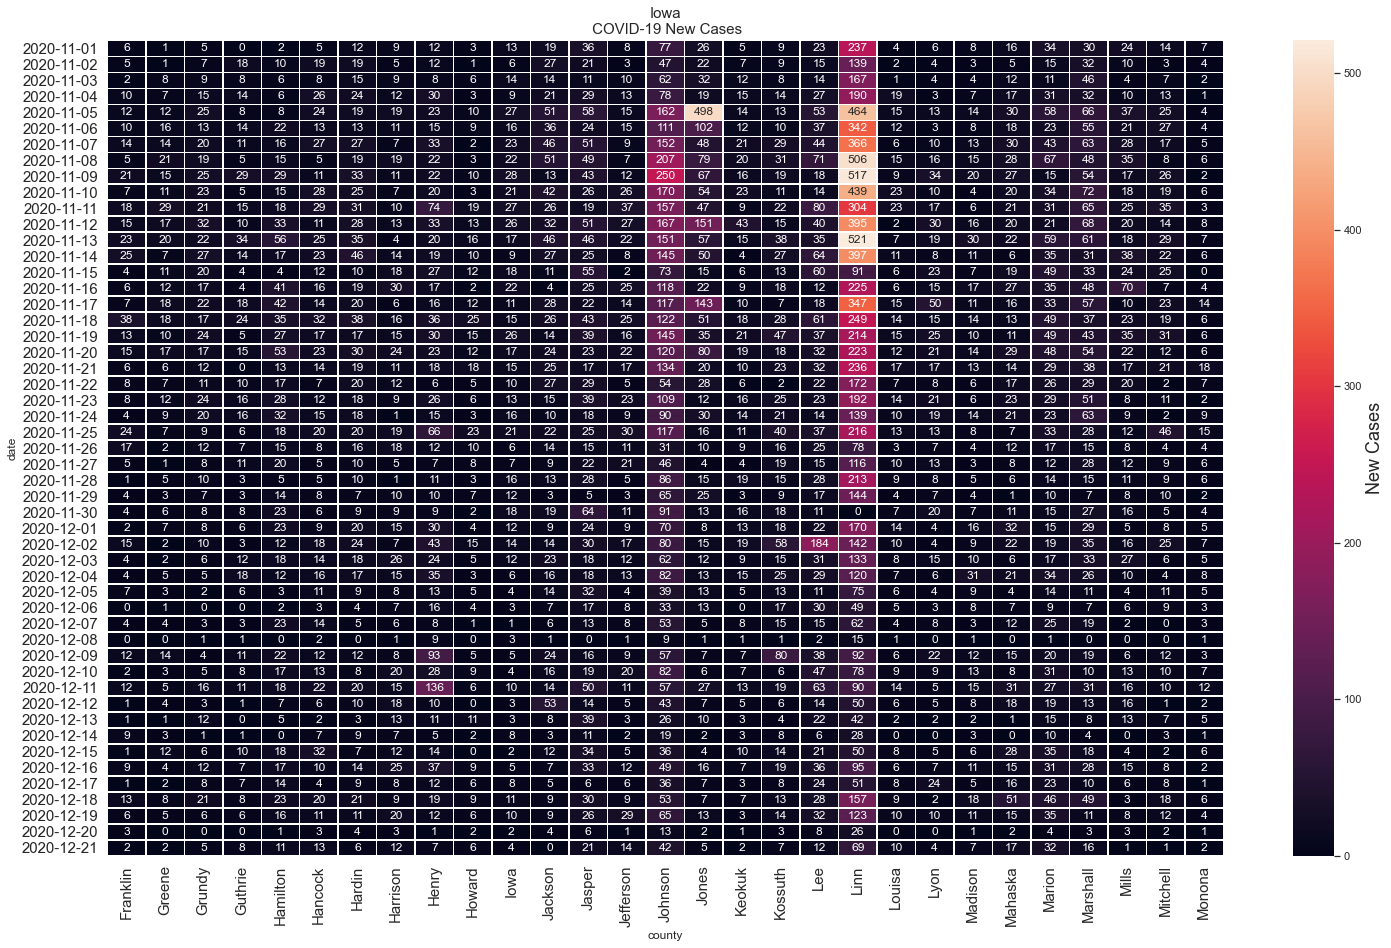 Iowa
COVID-19 New Cases
2020-11-01 6 1 5 0 2 5 12 9 12 3 13 19 36 8 77 26 5 9 23 237 4 6 8 16 34 30 24 14 7
2020-11-02 5 1 7 18 10 19 19 5 12 1 6 27 21 3 47 22 7 9 15 139 2 4 3 5 15 32 10 3 4
2020-11-03 2 8 9 8 6 8 15 9 8 6 14 14 11 10 62 32 12 8 14 167 1 4 4 12 11 46 4 7 2
2020-11-04 10 7 15 14 6 26 24 12 30 3 9 21 29 13 78 19 15 14 27 190 19 3 7 17 31 32 10 13 1
2020-11-05 12 12 25 8 8 24 19 19 23 10 27 51 58 15 162 498 14 13 53 464 15 13 14 30 58 66 37 25 4
2020-11-06 10 16 13 14 22 13 13 11 15 9 16 36 24 15 111 102 12 10 37 342 12 3 8 18 23 55 21 27 4
2020-11-07 14 14 20 11 16 27 27 7 33 2 23 46 51 9 152 48 21 29 44 366 6 10 13 30 43 63 28 17 5
2020-11-08 5 21 19 5 15 5 19 19 22 3 22 51 49 7 207 79 20 31 71 506 15 16 15 28 67 48 35 8 6
2020-11-09 21 15 25 29 29 11 33 11 22 10 28 13 43 12 250 67 16 19 18 517 9 34 20 27 15 54 17 26 2
2020-11-10 7 11 23 5 15 28 25 7 20 3 21 42 26 26 170 54 23 11 14 439 23 10 4 20 34 72 18 19 6
2020-11-11 18 29 21 15 18 29 31 10 74 19 27 26 19 37 157 47 9 22 80 304 23 17 6 21 31 65 25 35 3
2020-11-12 15 17 32 10 33 11 28 13 33 13 26 32 51 27 167 151 43 15 40 395 2 30 16 20 21 68 20 14 8
2020-11-13 23 20 22 34 56 25 35 4 20 16 17 46 46 22 151 57 15 38 35 521 7 19 30 22 59 61 18 29 7
2020-11-14 25 7 27 14 17 23 46 14 19 10 9 27 25 8 145 50 4 27 64 397 11 8 11 6 35 31 38 22 6
2020-11-15 4 11 20 4 4 12 10 18 27 12 18 11 55 2 73 15 6 13 60 91 6 23 7 19 49 33 24 25 0
2020-11-16 6 12 17 4 41 16 19 30 17 2 22 4 25 25 118 22 9 18 12 225 6 15 17 27 35 48 70 7 4
2020-11-17 7 18 22 18 42 14 20 6 16 12 11 28 22 14 117 143 10 7 18 347 15 50 11 16 33 57 10 23 14
2020-11-18 38 18 17 24 35 32 38 16 36 25 15 26 43 25 122 51 18 28 61 249 14 15 14 13 49 37 23 19 6
2020-11-19 13 10 24 5 27 17 17 15 30 15 26 14 39 16 145 35 21 47 37 214 15 25 10 11 49 43 35 31 6
2020-11-20 15 17 17 15 53 23 30 24 23 12 17 24 23 22 120 80 19 18 32 223 12 21 14 29 48 54 22 12 6
2020-11-21 6 6 12 0 13 14 19 11 18 18 15 25 17 17 134 20 10 23 32 236 17 17 13 14 29 38 17 21 18
2020-11-22 8 7 11 10 17 7 20 12 6 5 10 27 29 5 54 28 6 2 22 172 7 8 6 17 26 29 20 2 7
2020-11-23 8 12 24 16 28 12 18 9 26 6 13 15 39 23 109 12 16 25 23 192 14 21 6 23 29 51 8 11 2
2020-11-24 4 9 20 16 32 15 18 1 15 3 16 10 18 9 90 30 14 21 14 139 10 19 14 21 23 63 9 2 9
2020-11-25 24 7 9 6 18 20 20 19 66 23 21 22 25 30 117 16 11 40 37 216 13 13 8 7 33 28 12 46 15
2020-11-26 17 2 12 7 15 8 16 18 12 10 6 14 15 11 31 10 9 16 25 78 3 7 4 12 17 15 8 4 4
2020-11-27 5 1 8 11 20 5 10 5 7 8 7 9 22 21 46 4 4 19 15 116 10 13 3 8 12 28 12 9 6
2020-11-28 1 5 10 3 5 5 10 1 11 3 16 13 28 5 86 15 19 15 28 213 9 8 5 6 14 15 11 9 6
2020-11-29 4 3 7 3 14 8 7 10 10 7 12 3 5 3 65 25 3 9 17 144 4 7 4 1 10 7 8 10 2
2020-11-30 4 6 8 8 23 6 9 9 9 2 18 19 64 11 91 13 16 18 11 0 7 20 7 11 15 27 16 5 4
2020-12-01 2 7 8 6 23 9 20 15 30 4 12 9 24 9 70 8 13 18 22 170 14 4 16 32 15 29 5 8 5
2020-12-02 15 2 10 3 12 18 24 7 43 15 14 14 30 17 80 15 19 58 184 142 10 4 9 22 19 35 16 25 7
2020-12-03 4 2 6 12 18 14 18 26 24 5 12 23 18 12 62 12 9 15 31 133 8 15 10 6 17 33 27 6 5
2020-12-04 4 5 5 18 12 16 17 15 35 3 6 16 18 13 82 13 15 25 29 120 7 6 31 21 34 26 10 4 8
2020-12-05 7 3 2 6 3 11 9 8 13 5 4 14 32 4 39 13 5 13 11 75 6 4 9 4 14 11 4 11 5
2020-12-06 0 1 0 0 2 3 4 7 16 4 3 7 17 8 33 13 0 17 30 49 5 3 8 7 9 7 6 9 3
2020-12-07 4 4 3 3 23 14 5 6 8 1 1 6 13 8 53 5 8 15 15 62 4 8 3 12 25 19 2 0 3
2020-12-08 0 0 1 1 0 2 0 1 9 0 3 1 0 1 9 1 1 1 2 15 1 0 1 0 1 0 0 0 1
2020-12-09 12 14 4 11 22 12 12 8 93 5 5 24 16 9 57 7 7 80 38 92 6 22 12 15 20 19 6 12 3
2020-12-10 2 3 5 8 17 13 8 20 28 9 4 16 19 20 82 6 7 6 47 78 9 9 13 8 31 10 13 10 7
2020-12-11 12 5 16 11 18 22 20 15 136 6 10 14 50 11 57 27 13 19 63 90 14 5 15 31 27 31 16 10 12
2020-12-12 1 4 3 1 7 6 10 18 10 0 3 53 14 5 43 7 5 6 14 50 6 5 8 18 19 13 16 1 2
2020-12-13 1 1 12 0 5 2 3 13 11 11 3 8 39 3 26 10 3 4 22 42 2 2 2 1 15 8 13 7 5
2020-12-14 9 3 1 1 0 7 9 7 5 2 8 3 11 2 19 2 3 8 6 28 0 0 3 0 10 4 0 3 1
2020-12-15 1 12 6 10 18 32 7 12 14 0 2 12 34 5 36 4 10 14 21 50 8 5 6 28 35 18 4 2 6
2020-12-16 9 4 12 7 17 10 14 25 37 9 5 7 33 12 49 16 7 19 36 95 6 7 11 15 31 28 15 8 2
2020-12-17 1 2 8 7 14 4 9 8 12 6 8 5 6 6 36 7 3 8 24 51 8 24 5 16 23 10 6 8 1
2020-12-18 13 8 21 8 23 20 21 9 19 9 11 9 30 9 53 7 7 13 28 157 9 2 18 51 46 49 3 18 6
2020-12-19 6 5 6 6 16 11 11 20 12 6 10 9 26 29 65 13 3 14 32 123 10 10 11 15 35 11 8 12 4
2020-12-20 3 0 0 0 1 3 4 3 1 2 2 4 6 1 13 2 1 3 8 26 0 0 1 2 4 3 3 2 1
2020-12-21 2 2 5 8 11 13 6 12 7 6 4 0 21 14 42 5 2 7 12 69 10 4 7 17 32 16 1 1 2
Franklin Greene Grundy Guthrie Hamilton Hancock Hardin Harrison Henry Howard Iowa Jackson Jasper Jefferson Johnson Jones Keokuk Kossuth Lee Linn Louisa Lyon Madison Mahaska Marion Marshall Mills Mitchell Monona
county
date
500
400
300
200
100
0
New Cases